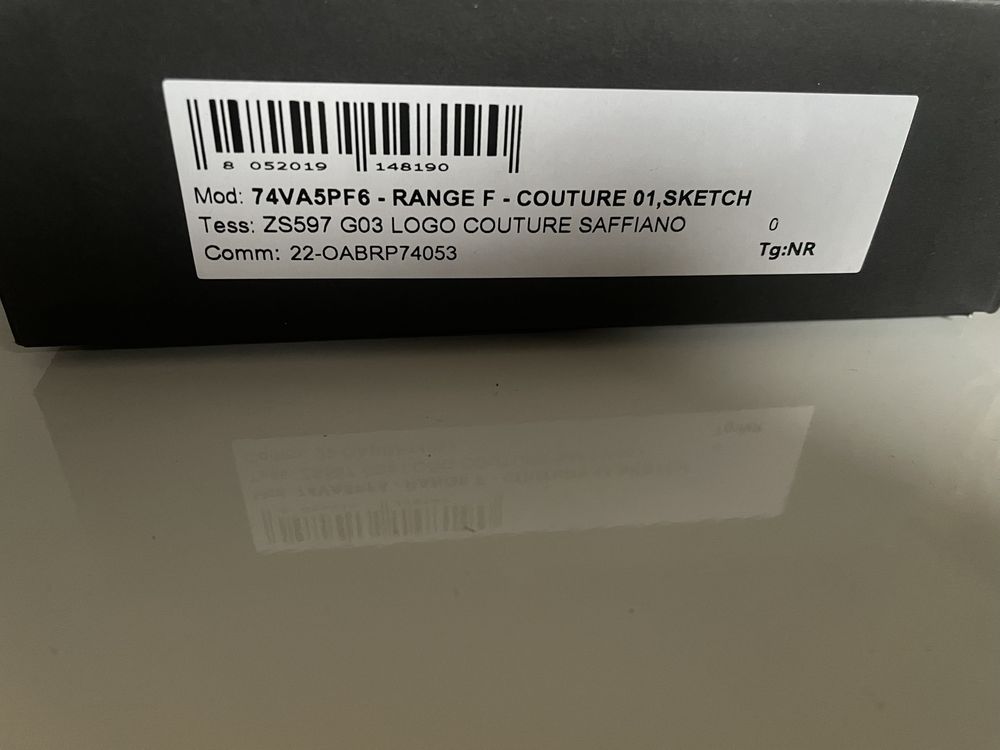 8 052019 148190
Mod: 74VA5PF6 - RANGE F - COUTURE 01,SKETCH
Tess: ZS597 G03 LOGO COUTURE SAFFIANO 0
Comm: 22-OABRP74053 Tg:NR